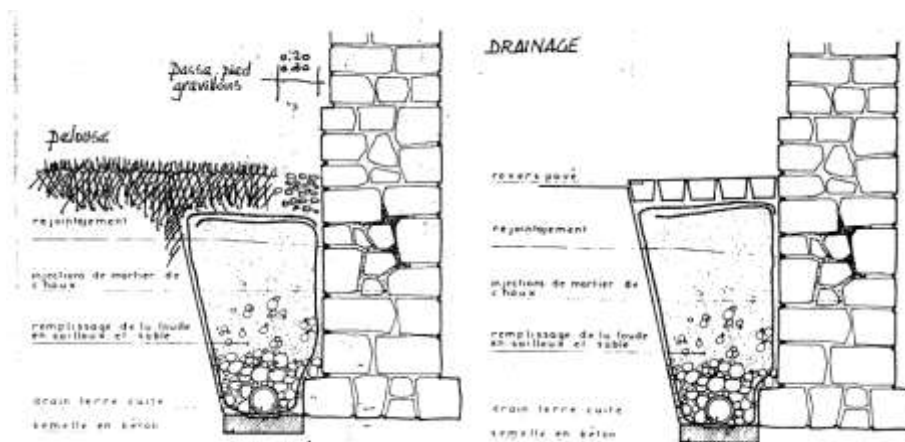 0.20
passe pied
gravillons
pelouse
rejointoiement
injections de mortier de
chaux
remplissage de la fouille
en cailloux et sable
drain terre cuite
semelle en béton
DRAINAGE
revers pavé
rejointoiement
injections de mortier de
chaux
remplissage de la fouille
en cailloux et sable
drain terre cuite
semelle en béton